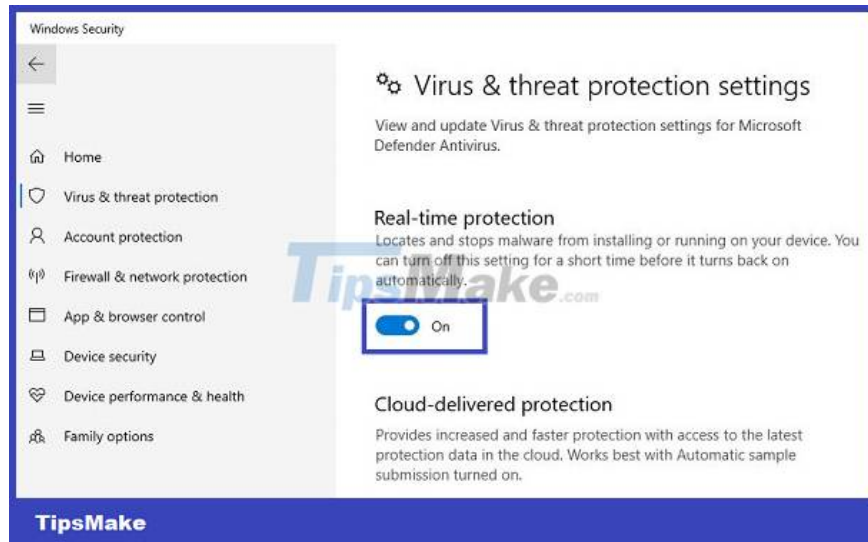 Windows Security
Home
Virus & threat protection
Account protection
Firewall & network protection
App & browser control
Device security
Device performance & health
Family options
Virus & threat protection settings
View and update Virus & threat protection settings for Microsoft
Defender Antivirus.
Real-time protection
Locates and stops malware from installing or running on your device. You
can turn off this setting for a short time before it turns back on
automatically.
TipsMake.com
On
Cloud-delivered protection
Provides increased and faster protection with access to the latest
protection data in the cloud. Works best with Automatic sample
submission turned on.
TipsMake